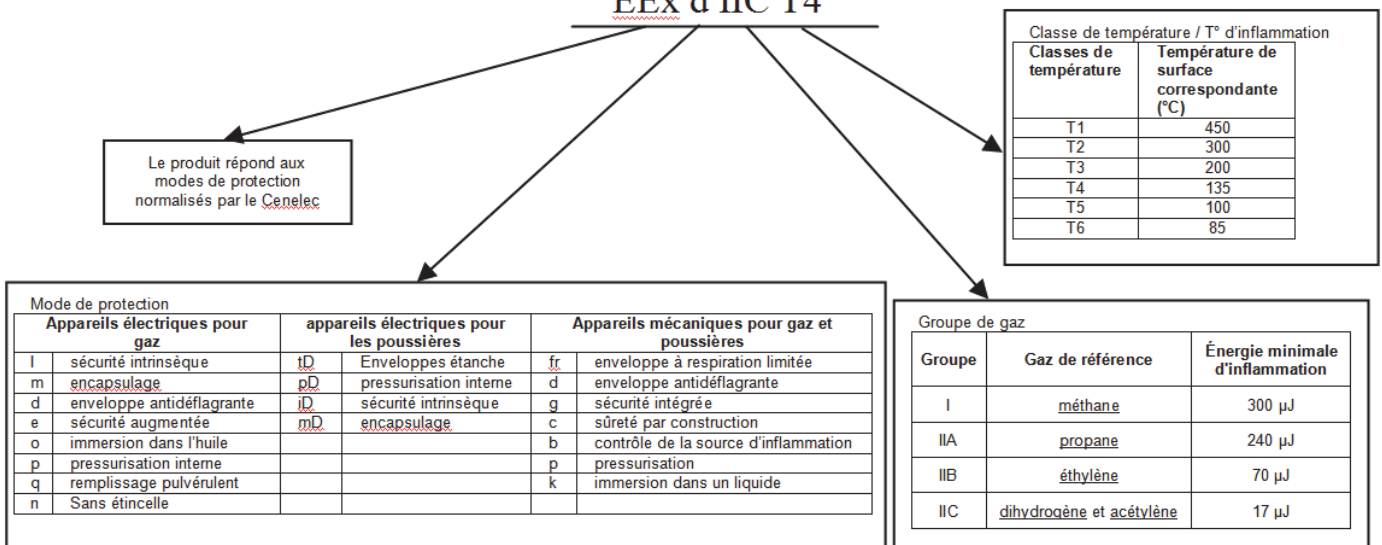 EEx d IIC T4
Classe de température / T° d'inflammation
Classes de température | Température de surface correspondante (°C)
T1 | 450
T2 | 300
T3 | 200
T4 | 135
T5 | 100
T6 | 85
Le produit répond aux
modes de protection
normalisés par le Cenelec
Mode de protection
Appareils électriques pour gaz | appareils électriques pour les poussières | Appareils mécaniques pour gaz et poussières
I | sécurité intrinsèque | tD | Enveloppes étanche | fr | enveloppe à respiration limitée
m | encapsulage | pD | pressurisation interne | d | enveloppe antidéflagrante
d | enveloppe antidéflagrante | iD | sécurité intrinsèque | g | sécurité intégrée
e | sécurité augmentée | mD | encapsulage | c | sûreté par construction
o | immersion dans l'huile | b | contrôle de la source d'inflammation
p | pressurisation interne | p | pressurisation
q | remplissage pulvérulent | k | immersion dans un liquide
n | Sans étincelle
Groupe de gaz
Groupe | Gaz de référence | Énergie minimale d'inflammation
I | méthane | 300 µJ
IIA | propane | 240 µJ
IIB | éthylène | 70 µJ
IIC | dihydrogène et acétylène | 17 µJ